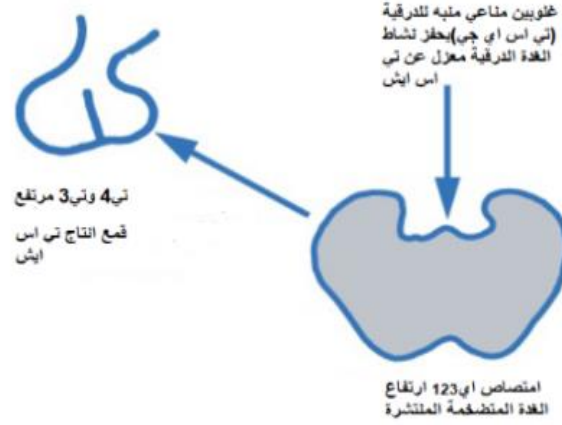 غلوبين مناعي منبه للدرقية
(تي اس اي جي)يحفز نشاط
الغدة الدرقية معزل عن تي
اس ايش
تي4 وتي3 مرتفع
قمع انتاج تي اس
ايش
امتصاص اي123 ارتفاع
الغدة المتضخمة المنتشرة